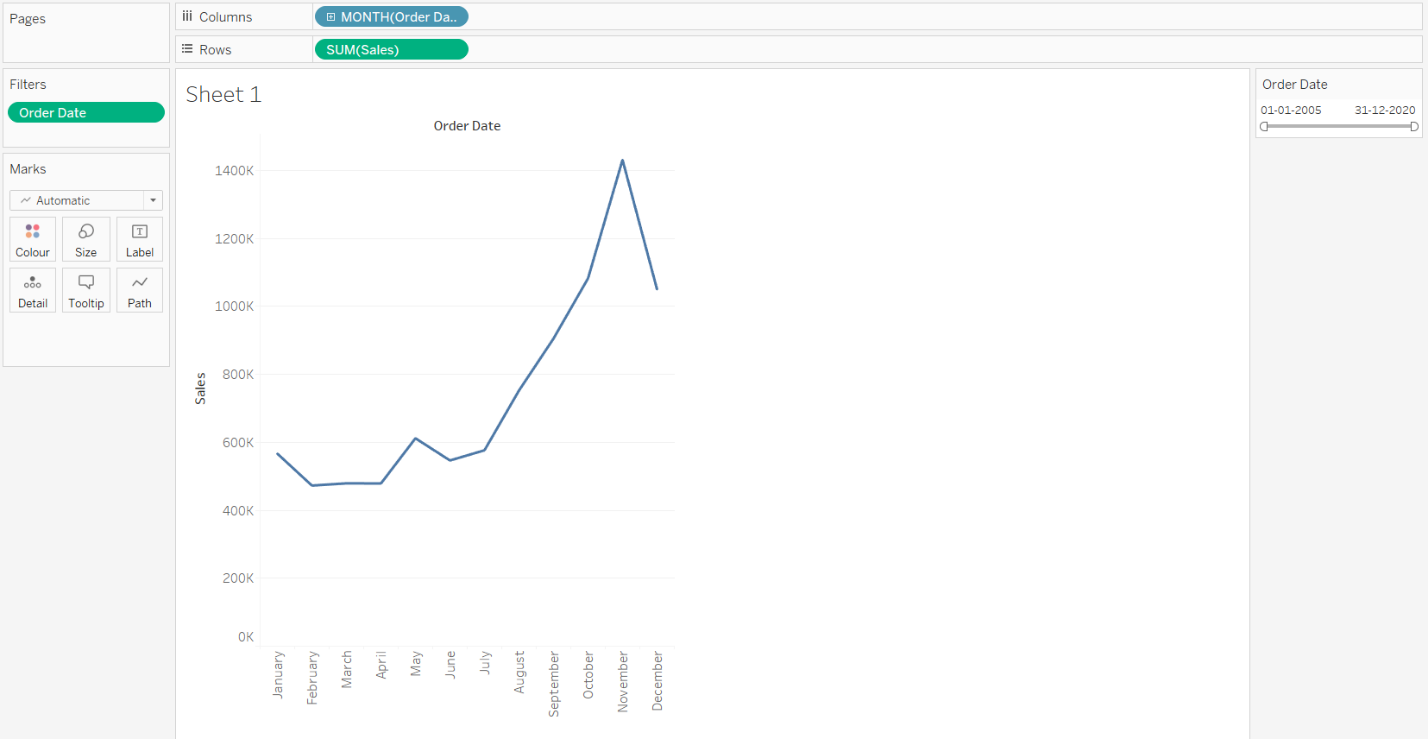 Pages
Columns
MONTH(Order Da..
Rows
SUM(Sales)
Filters
Order Date
Marks
Automatic
Colour
Size
Label
Detail
Tooltip
Path
Sheet 1
Order Date
Sales
1400K
1200K
1000K
800K
600K
400K
200K
0K
January
February
March
April
May
June
July
August
September
October
November
December
Order Date
01-01-2005 31-12-2020